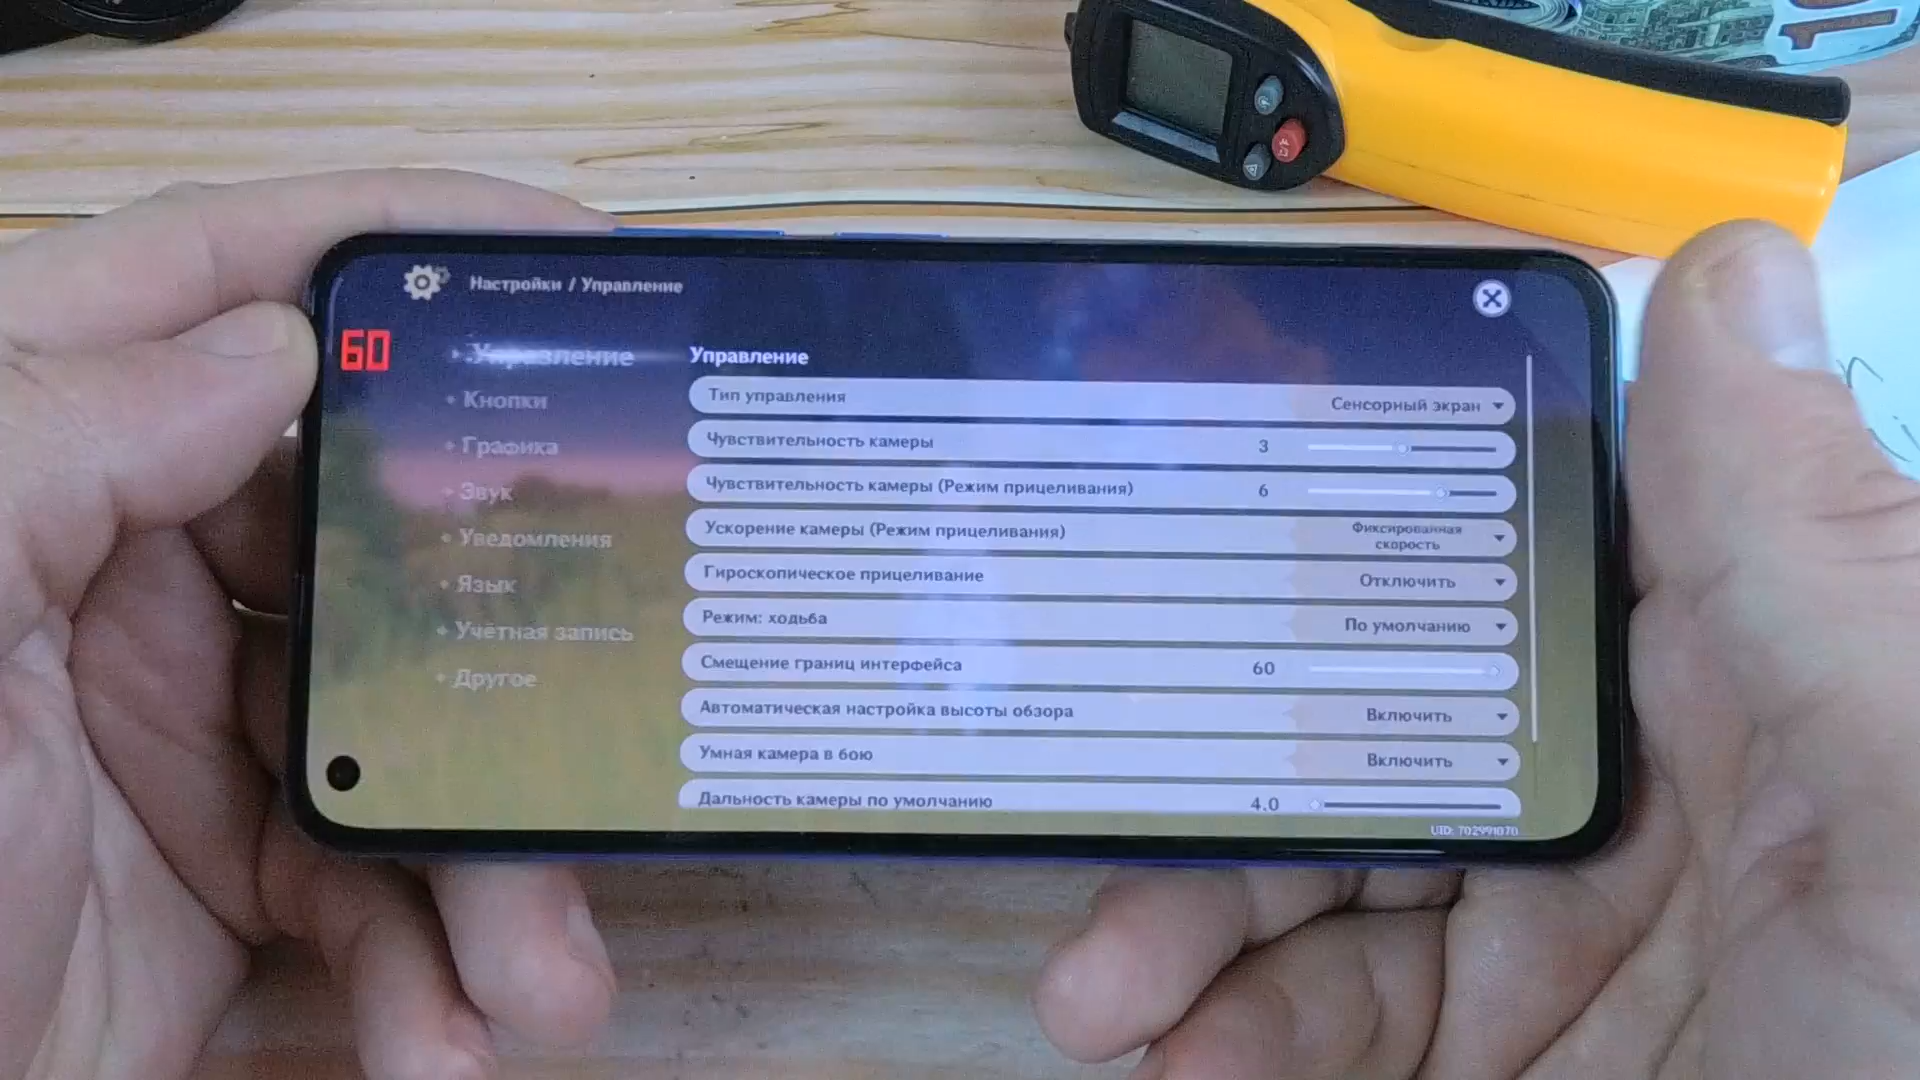 10
Настройки / Управление
60
Управление
Кнопки
Графика
Звук
Уведомления
Язык
Учётная запись
Другое
Управление
Тип управления
Сенсорный экран
Чувствительность камеры
3
Чувствительность камеры (Режим прицеливания)
6
Ускорение камеры (Режим прицеливания)
Фиксированная
скорость
Гироскопическое прицеливание
Отключить
Режим: ходьба
По умолчанию
Смещение границ интерфейса
60
Автоматическая настройка высоты обзора
Включить
Умная камера в бою
Включить
Дальность камеры по умолчанию
4.0
UID: 702991070